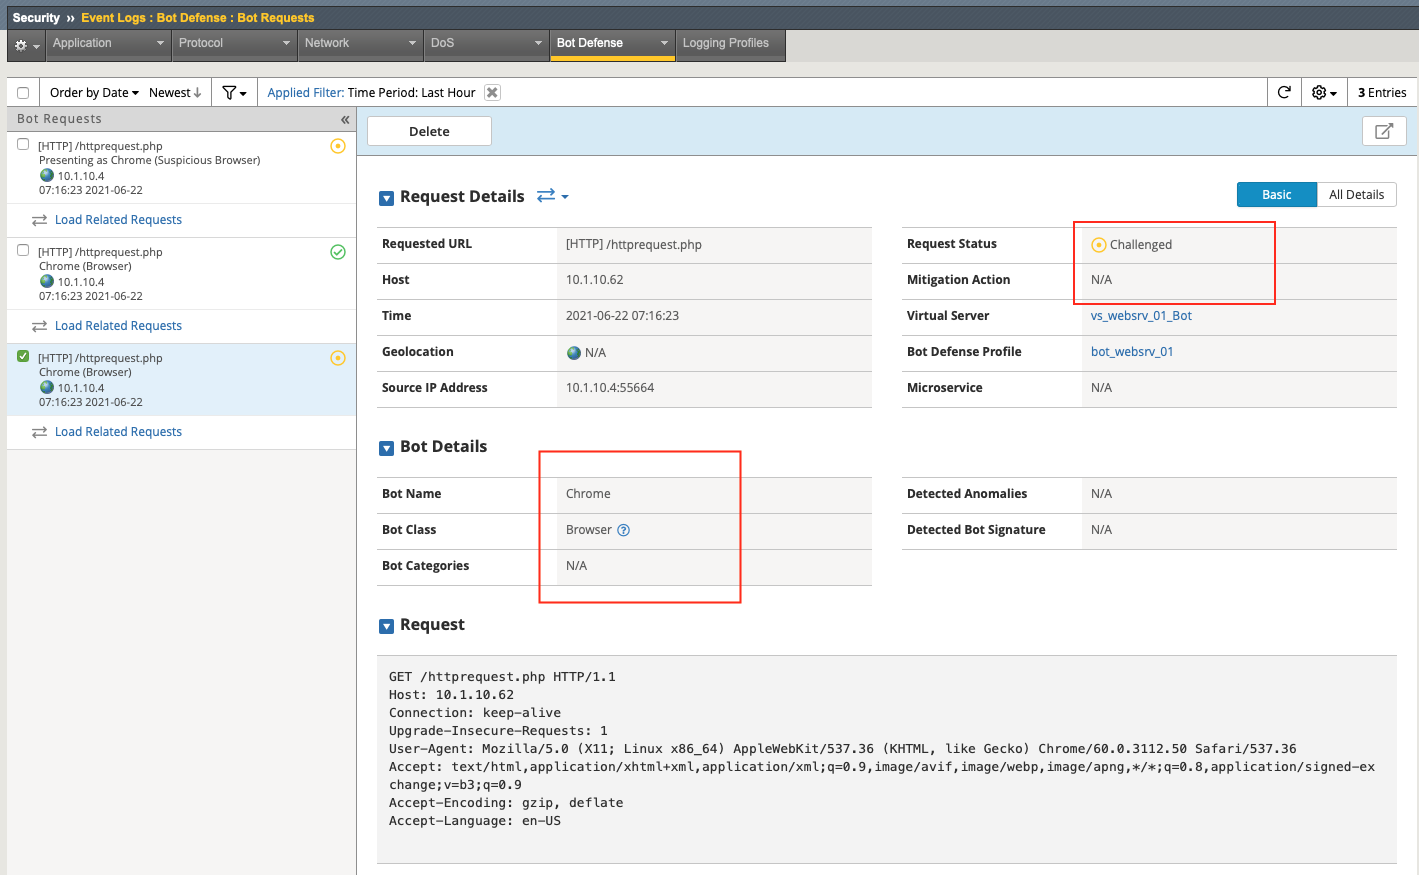 Security ›› Event Logs : Bot Defense : Bot Requests
Application Protocol Network DoS Bot Defense Logging Profiles
Order by Date Newest Applied Filter: Time Period: Last Hour 3 Entries
Bot Requests «
[HTTP] /httprequest.php
Presenting as Chrome (Suspicious Browser)
10.1.10.4
07:16:23 2021-06-22
Load Related Requests
[HTTP] /httprequest.php
Chrome (Browser)
10.1.10.4
07:16:23 2021-06-22
Load Related Requests
[HTTP] /httprequest.php
Chrome (Browser)
10.1.10.4
07:16:23 2021-06-22
Load Related Requests
Delete
Request Details
Basic All Details
Requested URL [HTTP] /httprequest.php
Host 10.1.10.62
Time 2021-06-22 07:16:23
Geolocation N/A
Source IP Address 10.1.10.4:55664
Request Status Challenged
Mitigation Action N/A
Virtual Server vs_websrv_01_Bot
Bot Defense Profile bot_websrv_01
Microservice N/A
Bot Details
Bot Name Chrome
Bot Class Browser ?
Bot Categories N/A
Detected Anomalies N/A
Detected Bot Signature N/A
Request
GET /httprequest.php HTTP/1.1
Host: 10.1.10.62
Connection: keep-alive
Upgrade-Insecure-Requests: 1
User-Agent: Mozilla/5.0 (X11; Linux x86_64) AppleWebKit/537.36 (KHTML, like Gecko) Chrome/60.0.3112.50 Safari/537.36
Accept: text/html,application/xhtml+xml,application/xml;q=0.9,image/avif,image/webp,image/apng,*/*;q=0.8,application/signed-ex
change;v=b3;q=0.9
Accept-Encoding: gzip, deflate
Accept-Language: en-US